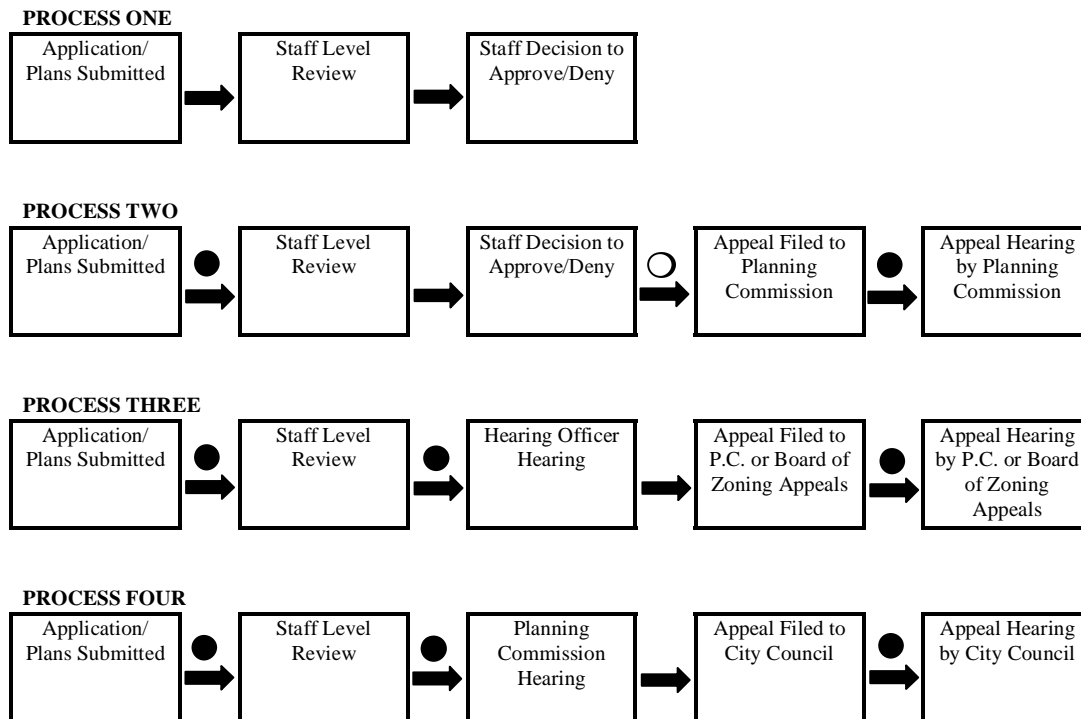 PROCESS ONE
Application/
Plans Submitted
Staff Level
Review
Staff Decision to
Approve/Deny
PROCESS TWO
Application/
Plans Submitted
Staff Level
Review
Staff Decision to
Approve/Deny
Appeal Filed to
Planning
Commission
Appeal Hearing
by Planning
Commission
PROCESS THREE
Application/
Plans Submitted
Staff Level
Review
Hearing Officer
Hearing
Appeal Filed to
P.C. or Board of
Zoning Appeals
Appeal Hearing
by P.C. or Board
of Zoning
Appeals
PROCESS FOUR
Application/
Plans Submitted
Staff Level
Review
Planning
Commission
Hearing
Appeal Filed to
City Council
Appeal Hearing
by City Council